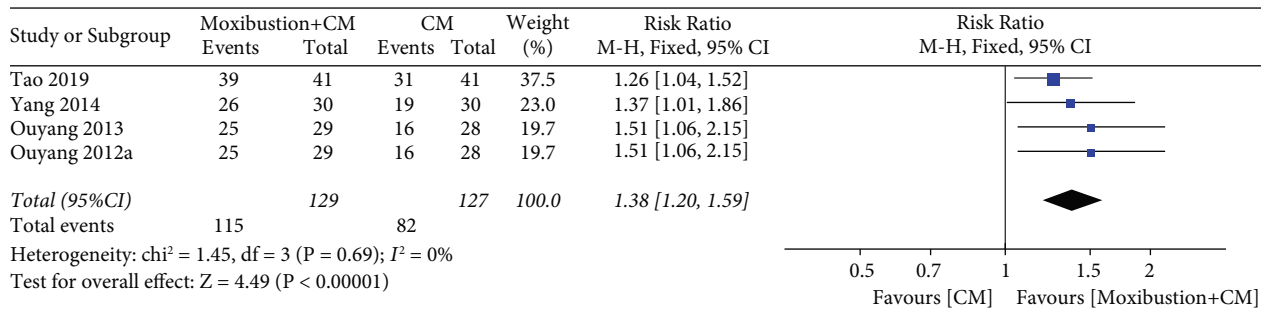 Study or Subgroup Moxibustion+CM CM Weight Risk Ratio Risk Ratio
Events Total Events Total (%) M-H, Fixed, 95% CI M-H, Fixed, 95% CI
Tao 2019 39 41 31 41 37.5 1.26 [1.04, 1.52]
Yang 2014 26 30 19 30 23.0 1.37 [1.01, 1.86]
Ouyang 2013 25 29 16 28 19.7 1.51 [1.06, 2.15]
Ouyang 2012a 25 29 16 28 19.7 1.51 [1.06, 2.15]
Total (95%CI) 129 127 100.0 1.38 [1.20, 1.59]
Total events 115 82
Heterogeneity: chi² = 1.45, df = 3 (P = 0.69); I² = 0%
Test for overall effect: Z = 4.49 (P < 0.00001)
0.5 0.7 1 1.5 2
Favours [CM] Favours [Moxibustion+CM]